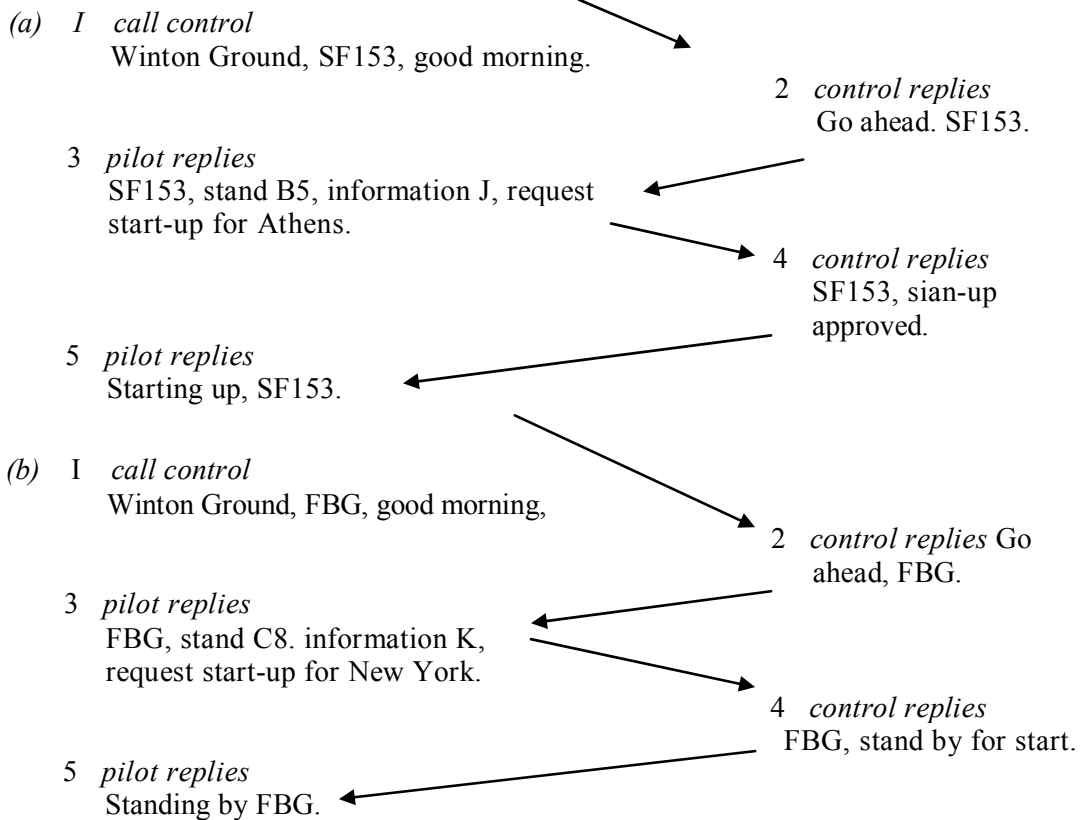 (a) I call control
Winton Ground, SF153, good morning.
2 control replies
Go ahead. SF153.
3 pilot replies
SF153, stand B5, information J, request
start-up for Athens.
4 control replies
SF153, sian-up
approved.
5 pilot replies
Starting up, SF153.
(b) I call control
Winton Ground, FBG, good morning,
2 control replies Go
ahead, FBG.
3 pilot replies
FBG, stand C8. information K,
request start-up for New York.
4 control replies
FBG, stand by for start.
5 pilot replies
Standing by FBG.